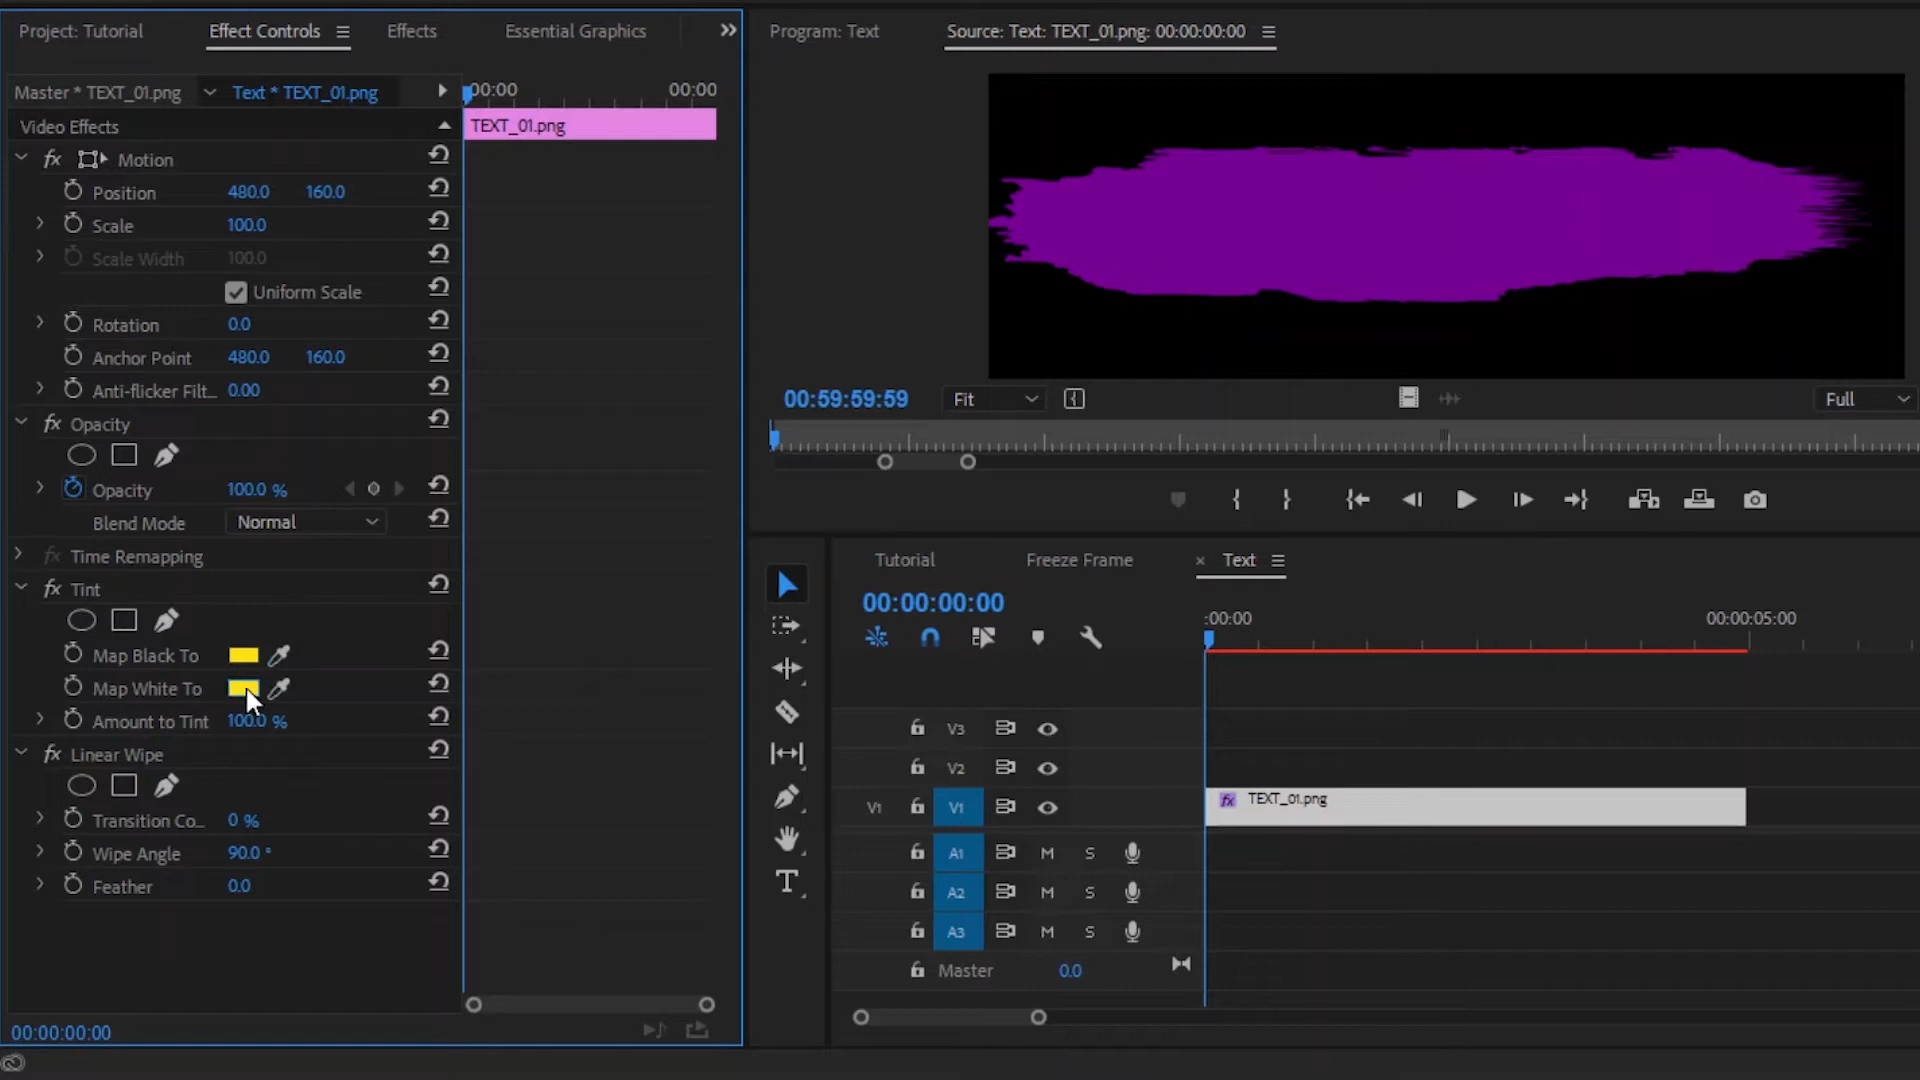 Project: Tutorial
Effect Controls
Effects
Essential Graphics
Program: Text
Source: Text: TEXT_01.png: 00:00:00:00
Master * TEXT_01.png
Text * TEXT_01.png
00:00
00:00
Video Effects
TEXT_01.png
fx Motion
Position 480.0 160.0
Scale 100.0
Scale Width 100.0
Uniform Scale
Rotation 0.0
Anchor Point 480.0 160.0
Anti-flicker Filt... 0.00
fx Opacity
Opacity 100.0 %
Blend Mode Normal
fx Time Remapping
fx Tint
Map Black To
Map White To
Amount to Tint 100.0 %
fx Linear Wipe
Transition Co... 0 %
Wipe Angle 90.0 °
Feather 0.0
00:00:00:00
00:59:59:59
Fit
Full
Tutorial
Freeze Frame
× Text
00:00:00:00
:00:00
00:00:05:00
V3
V2
V1 V1
fx TEXT_01.png
A1 M S
A2 M S
A3 M S
Master 0.0